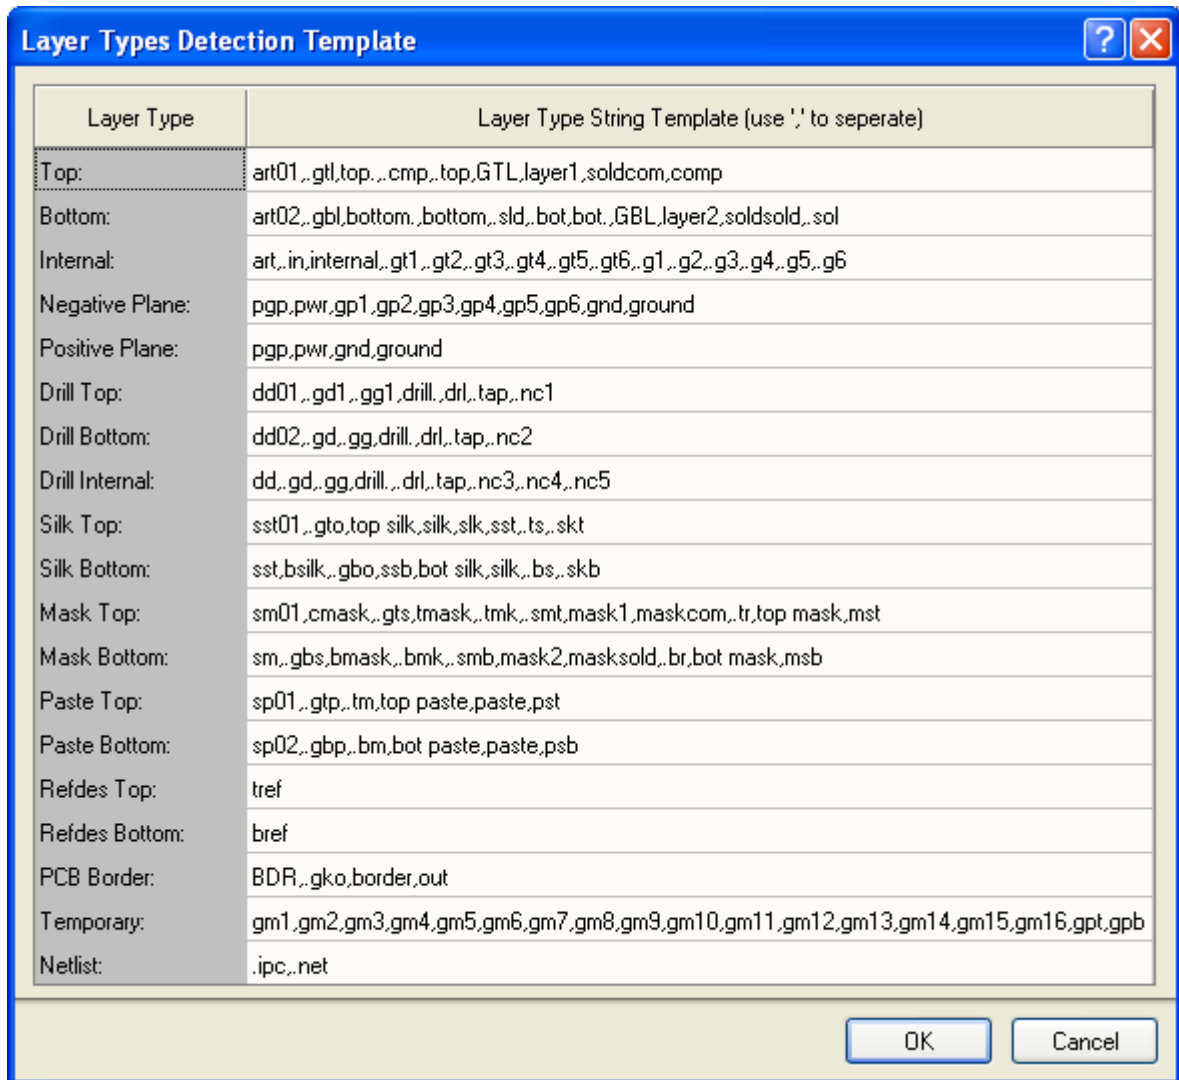 Layer Types Detection Template
Layer Type Layer Type String Template (use ',' to seperate)
Top: art01,.gtl,top.,.cmp,.top,GTL,layer1,soldcom,comp
Bottom: art02,.gbl,bottom.,bottom,.sld,.bot,bot.,GBL,layer2,soldsold,.sol
Internal: art,.in,internal,.gt1,.gt2,.gt3,.gt4,.gt5,.gt6,.g1,.g2,.g3,.g4,.g5,.g6
Negative Plane: pgp,pwr,gp1,gp2,gp3,gp4,gp5,gp6,gnd,ground
Positive Plane: pgp,pwr,gnd,ground
Drill Top: dd01,.gd1,.gg1,drill.,drl,.tap,.nc1
Drill Bottom: dd02,.gd,.gg,drill.,drl,.tap,.nc2
Drill Internal: dd,.gd,.gg,drill.,.drl,.tap,.nc3,.nc4,.nc5
Silk Top: sst01,.gto,top silk,silk,slk,sst,.ts,.skt
Silk Bottom: sst,bsilk,.gbo,ssb,bot silk,silk,.bs,.skb
Mask Top: sm01,cmask,.gts,tmask,.tmk,.smt,mask1,maskcom,.tr,top mask,mst
Mask Bottom: sm,.gbs,bmask,.bmk,.smb,mask2,masksold,.br,bot mask,msb
Paste Top: sp01,.gtp,.tm,top paste,paste,pst
Paste Bottom: sp02,.gbp,.bm,bot paste,paste,psb
Refdes Top: tref
Refdes Bottom: bref
PCB Border: BDR,.gko,border,out
Temporary: gm1,gm2,gm3,gm4,gm5,gm6,gm7,gm8,gm9,gm10,gm11,gm12,gm13,gm14,gm15,gm16,gpt,gpb
Netlist: .ipc,.net
OK Cancel